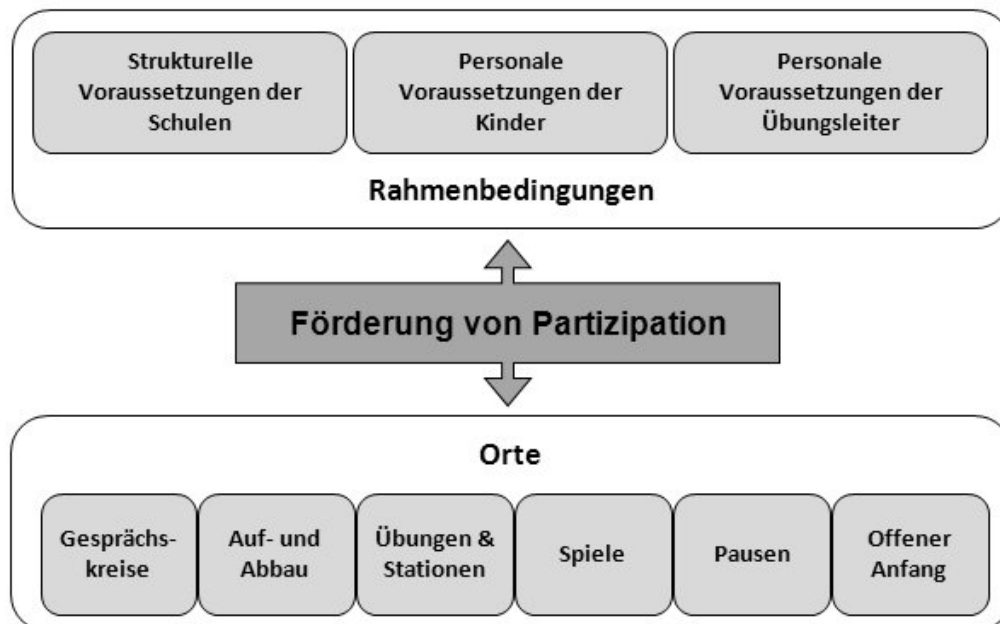 Strukturelle
Voraussetzungen der
Schulen
Personale
Voraussetzungen der
Kinder
Personale
Voraussetzungen der
Übungsleiter
Rahmenbedingungen
Förderung von Partizipation
Orte
Gesprächs-
kreise
Auf- und
Abbau
Übungen &
Stationen
Spiele
Pausen
Offener
Anfang